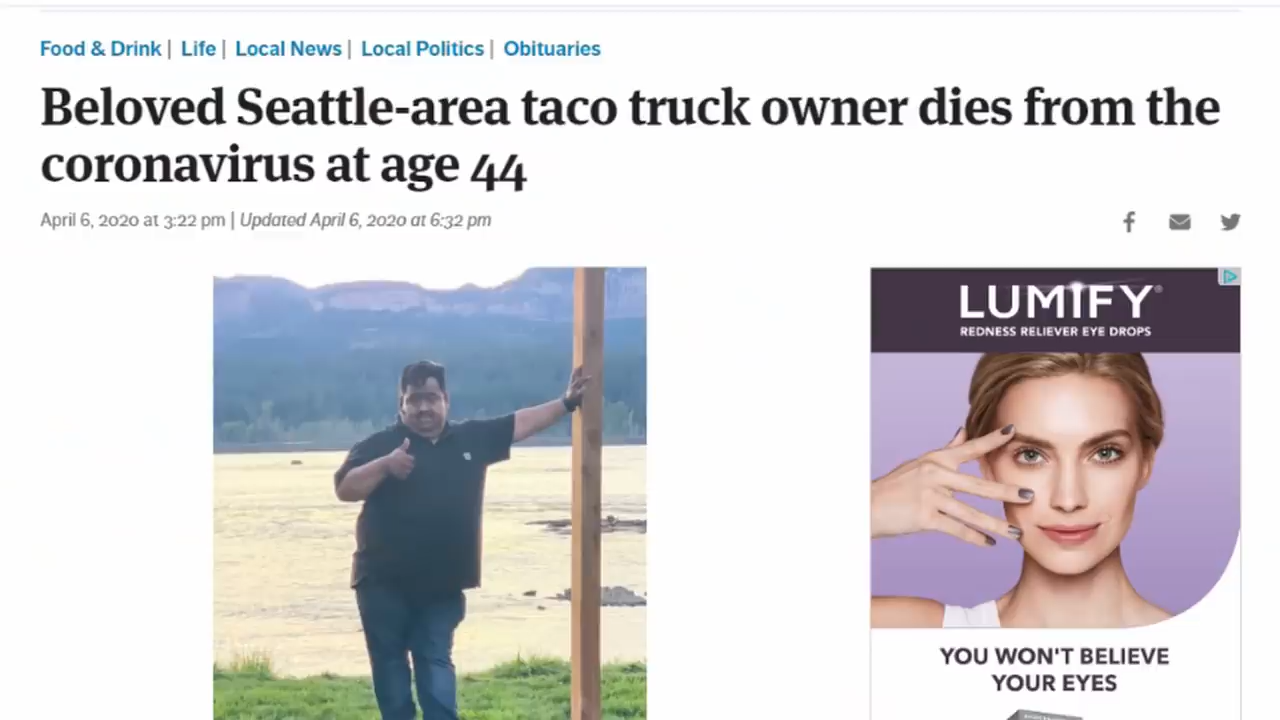 Food & Drink | Life | Local News | Local Politics | Obituaries
Beloved Seattle-area taco truck owner dies from the
coronavirus at age 44
April 6, 2020 at 3:22 pm | Updated April 6, 2020 at 6:32 pm
LUMIFY®
REDNESS RELIEVER EYE DROPS
YOU WON'T BELIEVE
YOUR EYES